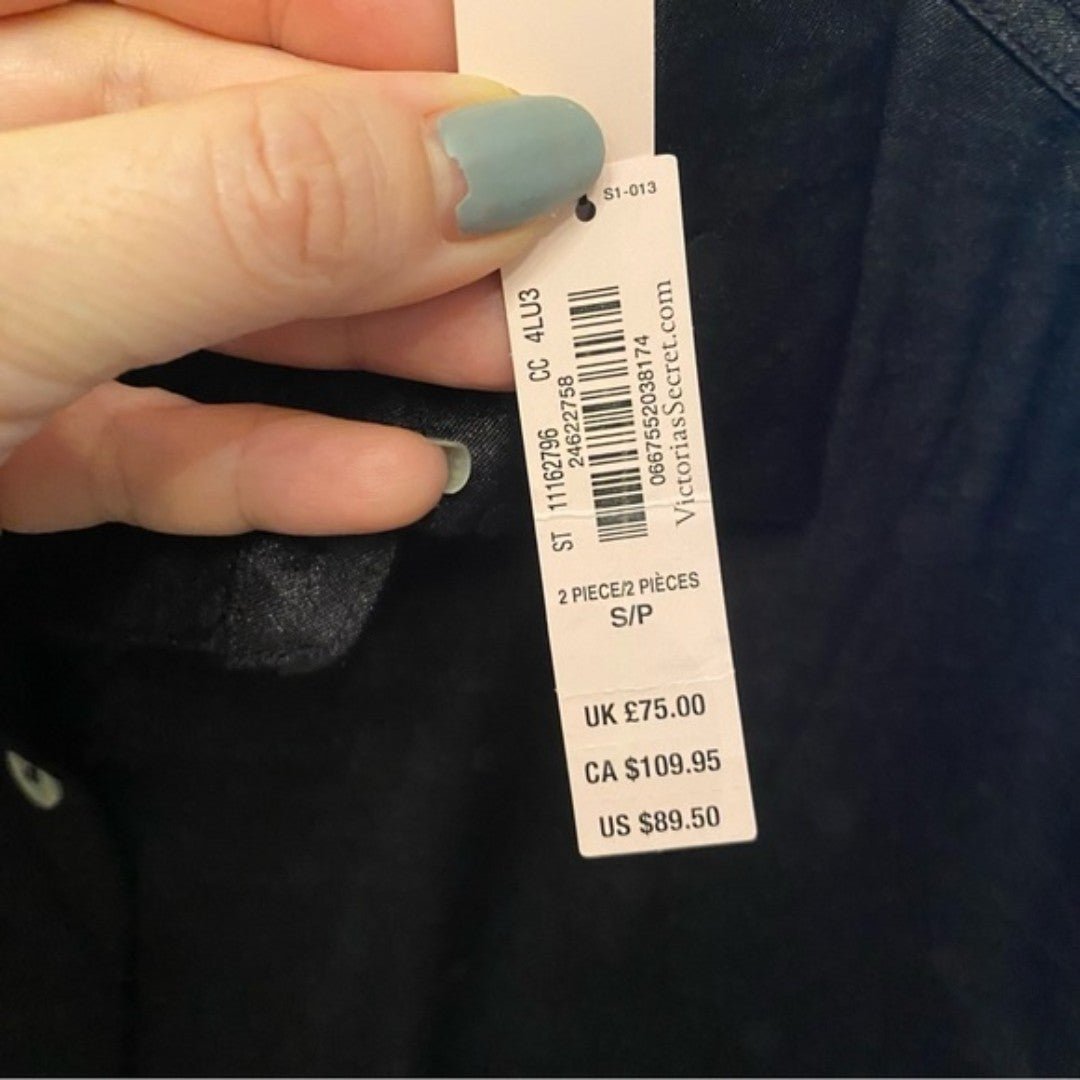 S1-013
ST 11162796 CC 4LU3
24622758
0667552038174
VictoriasSecret.com
2 PIECE/2 PIÈCES
S/P
UK £75.00
CA $109.95
US $89.50